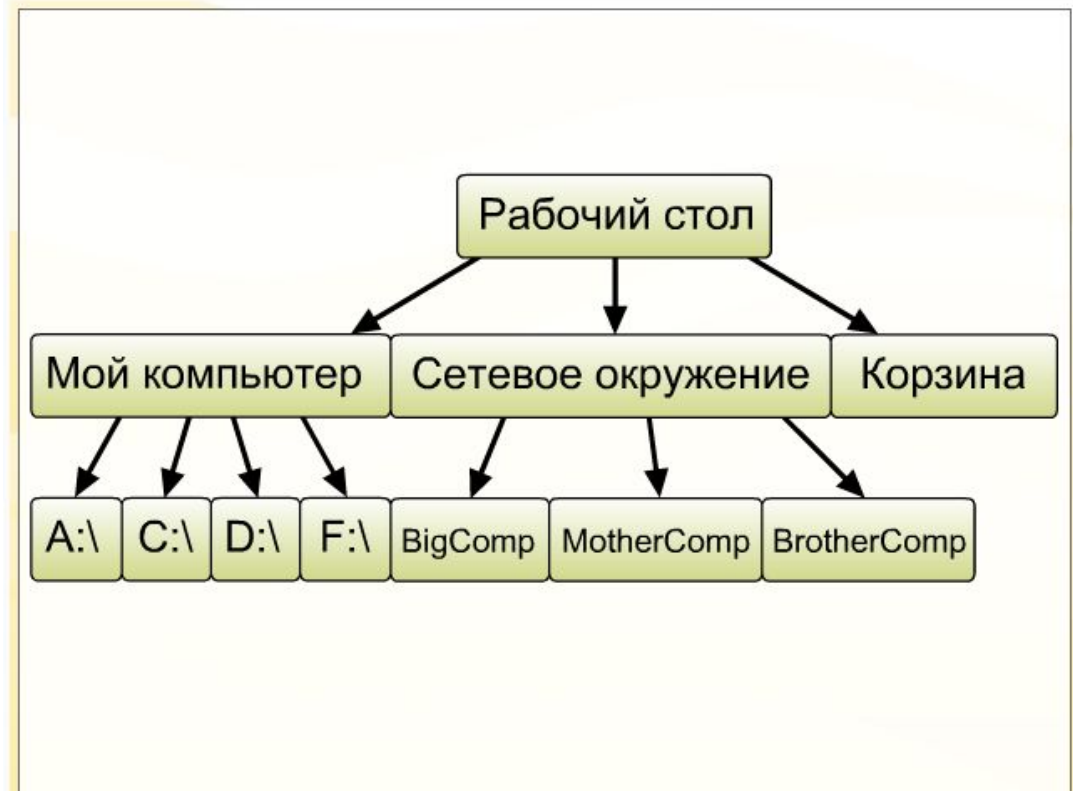 Рабочий стол
Мой компьютер Сетевое окружение Корзина
A:\ C:\ D:\ F:\ BigComp MotherComp BrotherComp